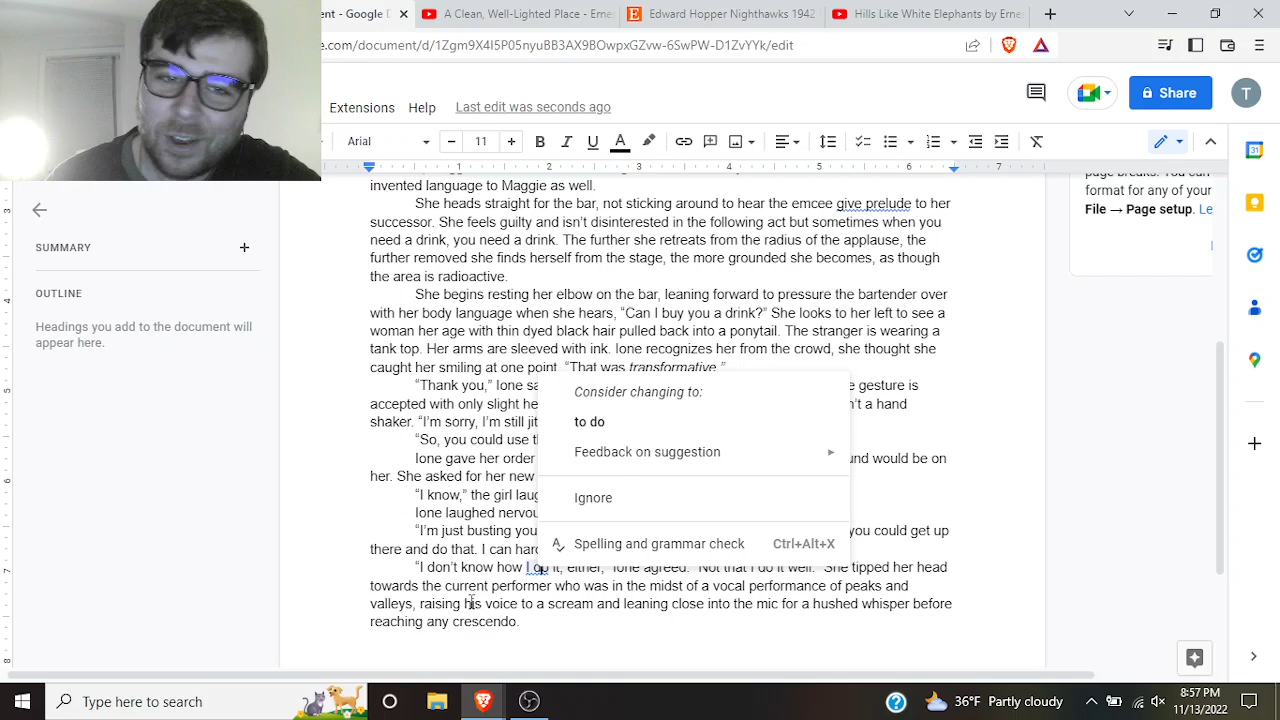 nt - Google D
A Clean, Well-Lighted Place - Erne
Edward Hopper Nighthawks 1942
Hills Like White Elephants by Ernes
e.com/document/d/1Zgm9X4I5P05nyuBB3AX9BOwpxGZvw-6SwPW-D1ZvYYk/edit
Extensions Help Last edit was seconds ago
Share T
Arial 11
1 2 3 4 5 6 7
SUMMARY
OUTLINE
Headings you add to the document will
appear here.
invented language to Maggie as well.
She heads straight for the bar, not sticking around to hear the emcee give prelude to her
successor. She feels guilty and isn’t disinterested in the following act but sometimes when you
need a drink, you need a drink. The further she retreats from the radius of the applause, the
further removed she finds herself from the stage, the more grounded she becomes, as though
the area is radioactive.
She begins resting her elbow on the bar, leaning forward to pressure the bartender over
with her body language when she hears, “Can I buy you a drink?” She looks to her left to see a
woman her age with thin dyed black hair pulled back into a ponytail. The stranger is wearing a
tank top. Her arms are sleeved with ink. Ione recognizes her from the crowd, she thought she
caught her smiling at one point. “That was transformative.”
“Thank you,” Ione sa e gesture is
accepted with only slight he ’t a hand
shaker. “I’m sorry, I’m still jit
“So, you could use t
Ione gave her order und would be on
her. She asked for her new
“I know,” the girl laug
Ione laughed nervou
“I’m just busting you you could get up
there and do that. I can hard
“I don’t know how I do it, either,” Ione agreed. “Not that I do it well.” She tipped her head
towards the current performer who was in the midst of a vocal performance of peaks and
valleys, raising his voice to a scream and leaning close into the mic for a hushed whisper before
reaching any crescendo.
Consider changing to:
to do
Feedback on suggestion
Ignore
Spelling and grammar check Ctrl+Alt+X
page breaks. You can
format for any of your
File → Page setup. Le
3
4
5
6
7
8
Type here to search
36°F Partly cloudy
8:57 PM
11/13/2022